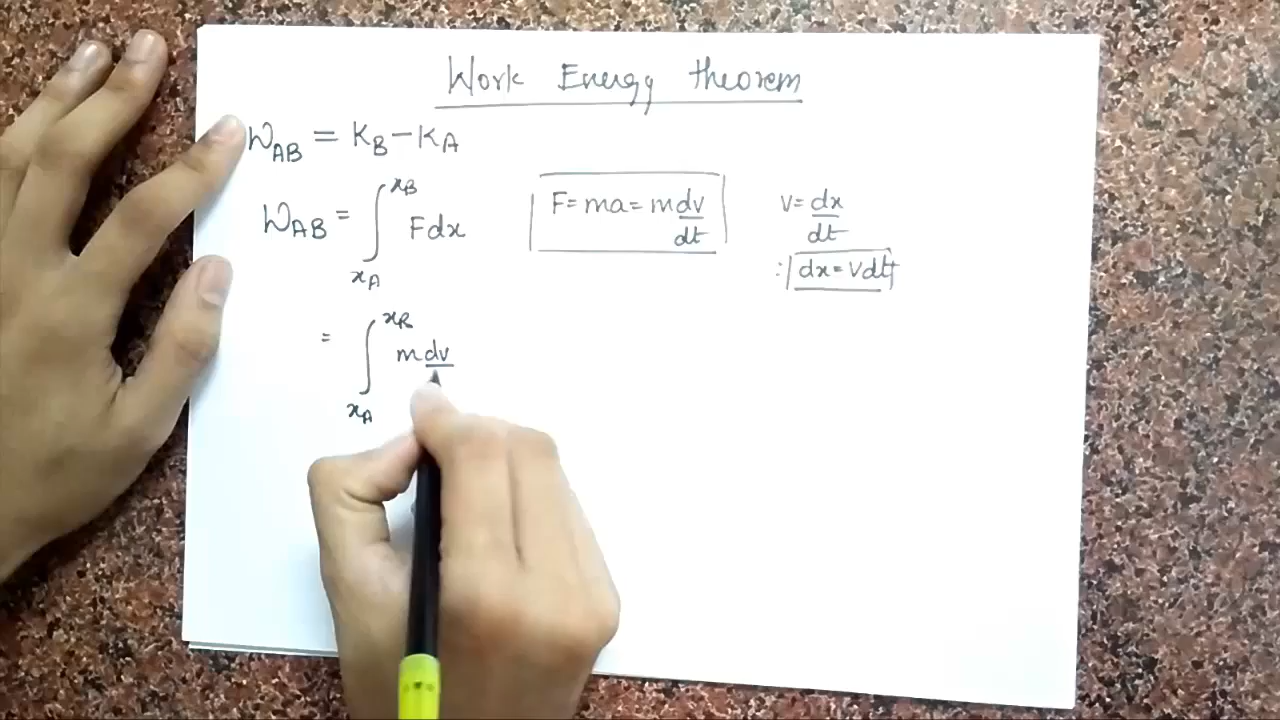 Work Energy theorem
W_AB = K_B − K_A
W_AB = ∫_{x_A}^{x_B} F dx
F = ma = m dv/dt
v = dx/dt
∴ dx = vdt
= ∫_{x_A}^{x_B} m dv